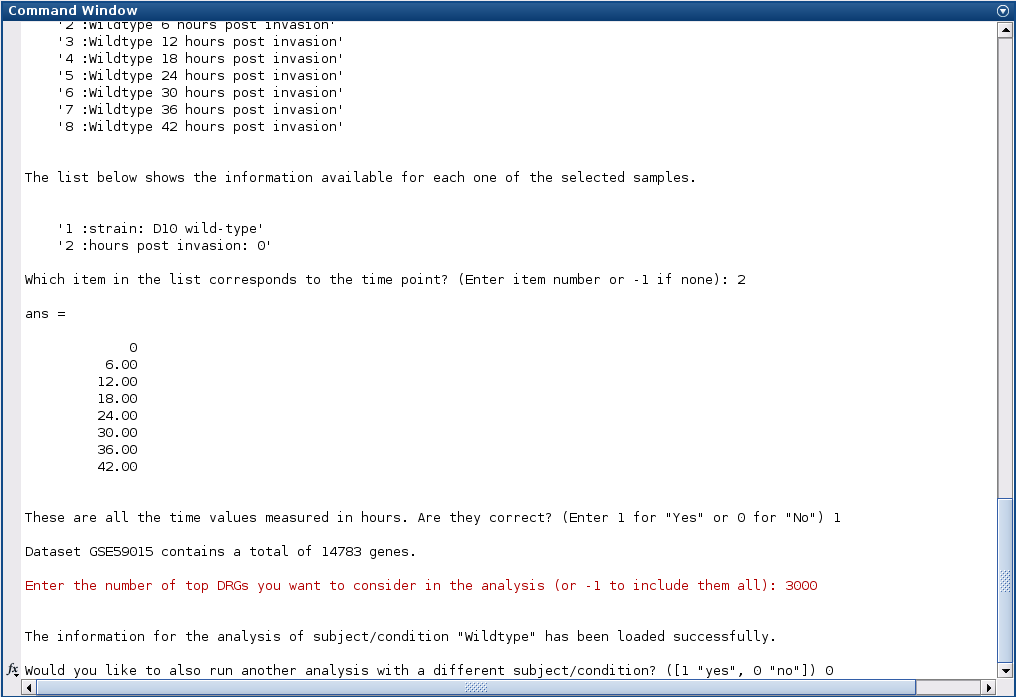 Command Window
'2 :Wildtype 6 hours post invasion'
'3 :Wildtype 12 hours post invasion'
'4 :Wildtype 18 hours post invasion'
'5 :Wildtype 24 hours post invasion'
'6 :Wildtype 30 hours post invasion'
'7 :Wildtype 36 hours post invasion'
'8 :Wildtype 42 hours post invasion'
The list below shows the information available for each one of the selected samples.
'1 :strain: D10 wild-type'
'2 :hours post invasion: 0'
Which item in the list corresponds to the time point? (Enter item number or -1 if none): 2
ans =
0
6.00
12.00
18.00
24.00
30.00
36.00
42.00
These are all the time values measured in hours. Are they correct? (Enter 1 for "Yes" or 0 for "No") 1
Dataset GSE59015 contains a total of 14783 genes.
Enter the number of top DRGs you want to consider in the analysis (or -1 to include them all): 3000
The information for the analysis of subject/condition "Wildtype" has been loaded successfully.
fx Would you like to also run another analysis with a different subject/condition? ([1 "yes", 0 "no"]) 0